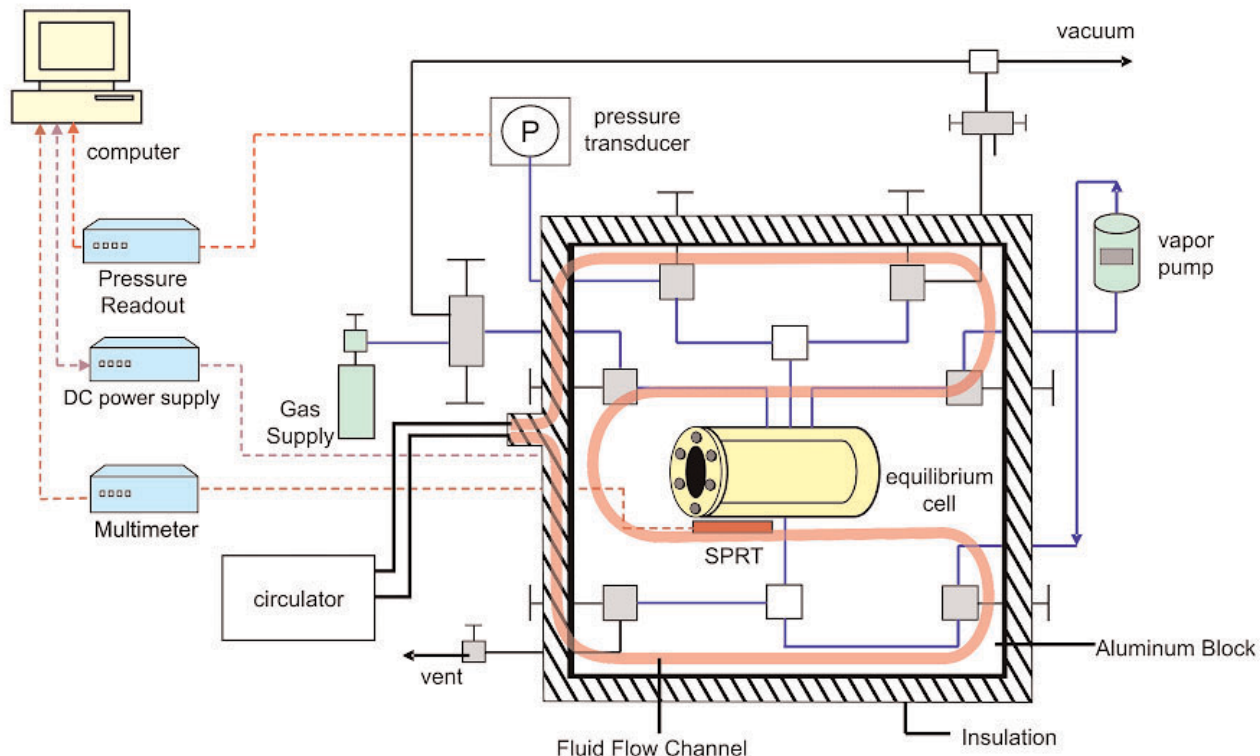 vacuum
P
pressure
transducer
computer
vapor
pump
Pressure
Readout
DC power supply
Gas
Supply
equilibrium
cell
Multimeter
SPRT
circulator
vent
Aluminum Block
Insulation
Fluid Flow Channel